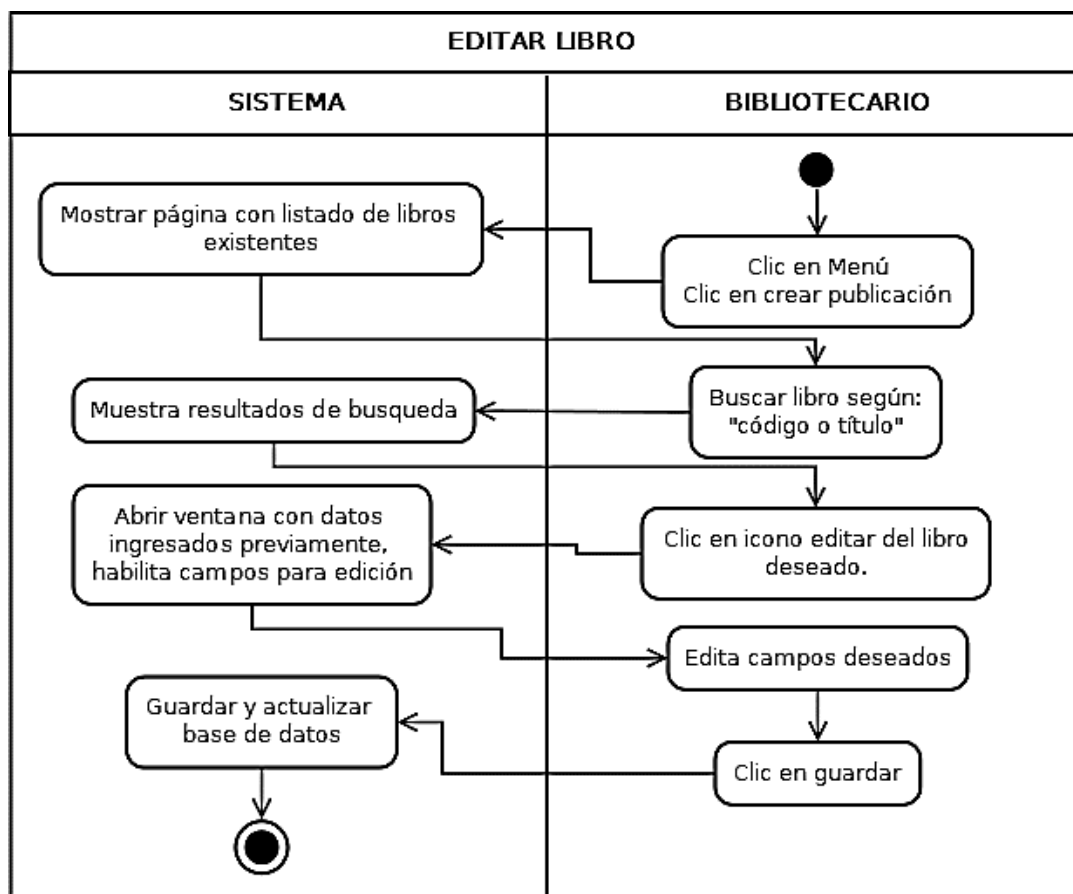 EDITAR LIBRO
SISTEMA
BIBLIOTECARIO
Clic en Menú
Clic en crear publicación
Mostrar página con listado de libros
existentes
Buscar libro según:
"código o título"
Muestra resultados de busqueda
Clic en icono editar del libro
deseado.
Abrir ventana con datos
ingresados previamente,
habilita campos para edición
Edita campos deseados
Clic en guardar
Guardar y actualizar
base de datos